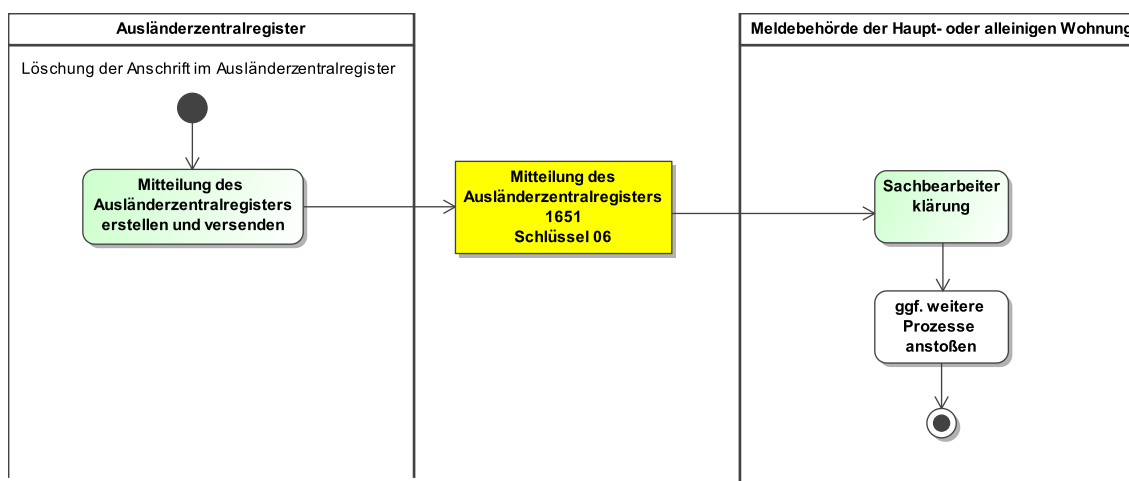 Ausländerzentralregister
Meldebehörde der Haupt- oder alleinigen Wohnung
Löschung der Anschrift im Ausländerzentralregister
Mitteilung des
Ausländerzentralregisters
erstellen und versenden
Mitteilung des
Ausländerzentralregisters
1651
Schlüssel 06
Sachbearbeiter
klärung
ggf. weitere
Prozesse
anstoßen